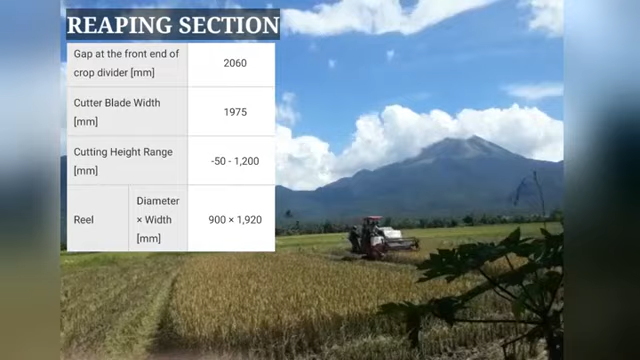 REAPING SECTION
Gap at the front end of
crop divider [mm]
2060
Cutter Blade Width
[mm]
1975
Cutting Height Range
[mm]
-50 - 1,200
Reel
Diameter
× Width
[mm]
900 × 1,920